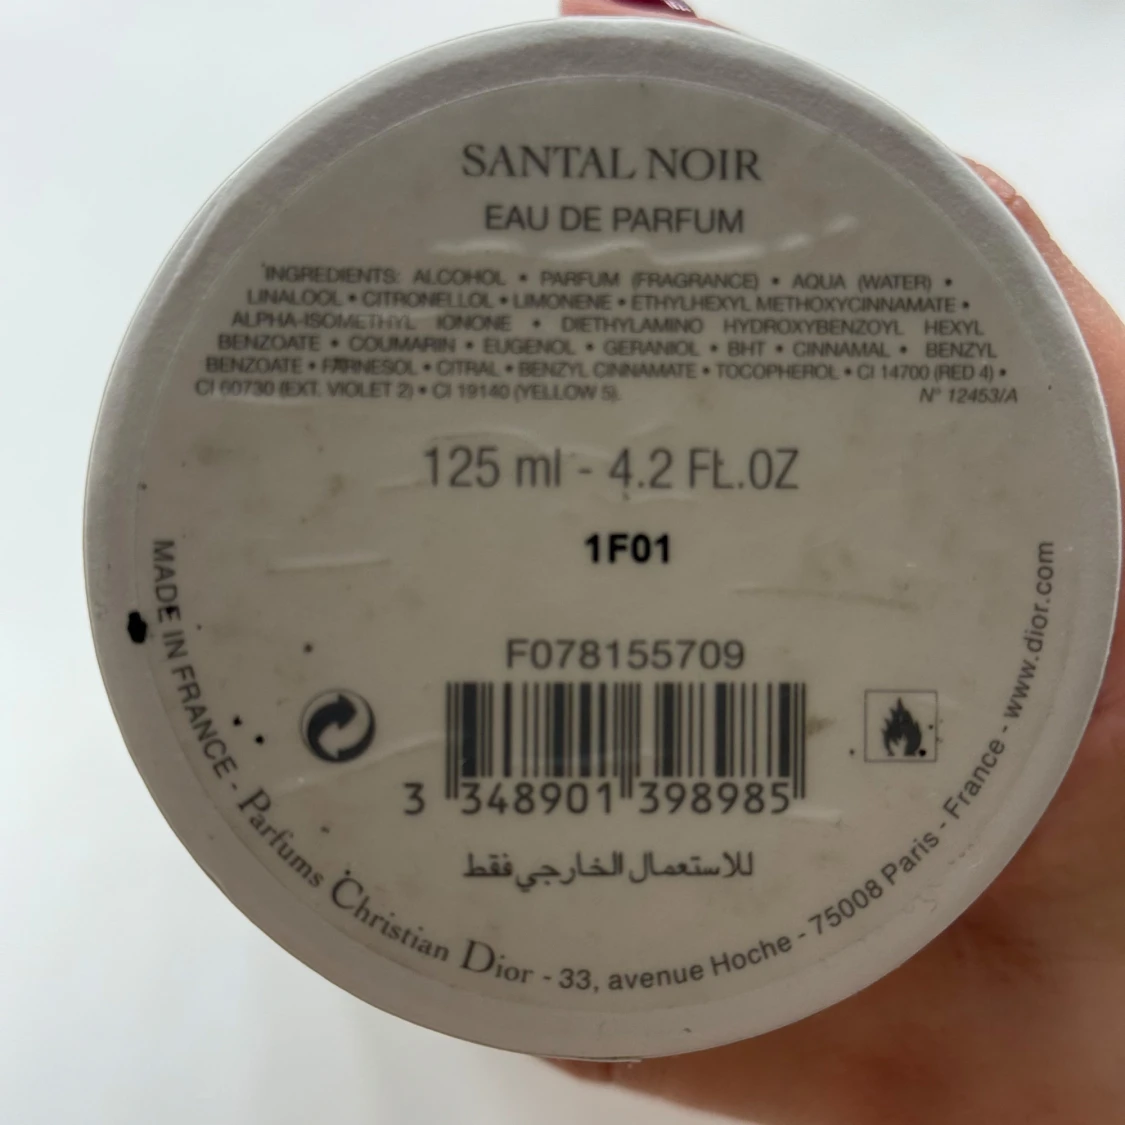 SANTAL NOIR
EAU DE PARFUM
INGREDIENTS: ALCOHOL • PARFUM (FRAGRANCE) • AQUA (WATER) •
LINALOOL • CITRONELLOL • LIMONENE • ETHYLHEXYL METHOXYCINNAMATE •
ALPHA-ISOMETHYL IONONE • DIETHYLAMINO HYDROXYBENZOYL HEXYL
BENZOATE • COUMARIN • EUGENOL • GERANIOL • BHT • CINNAMAL • BENZYL
BENZOATE • FARNESOL • CITRAL • BENZYL CINNAMATE • TOCOPHEROL • CI 14700 (RED 4) •
CI 60730 (EXT. VIOLET 2) • CI 19140 (YELLOW 5).
N° 12453/A
125 ml - 4.2 FL.OZ
1F01
F078155709
3 348901 398985
للاستعمال الخارجي فقط
MADE IN FRANCE - Parfums Christian Dior - 33, avenue Hoche - 75008 Paris - France - www.dior.com